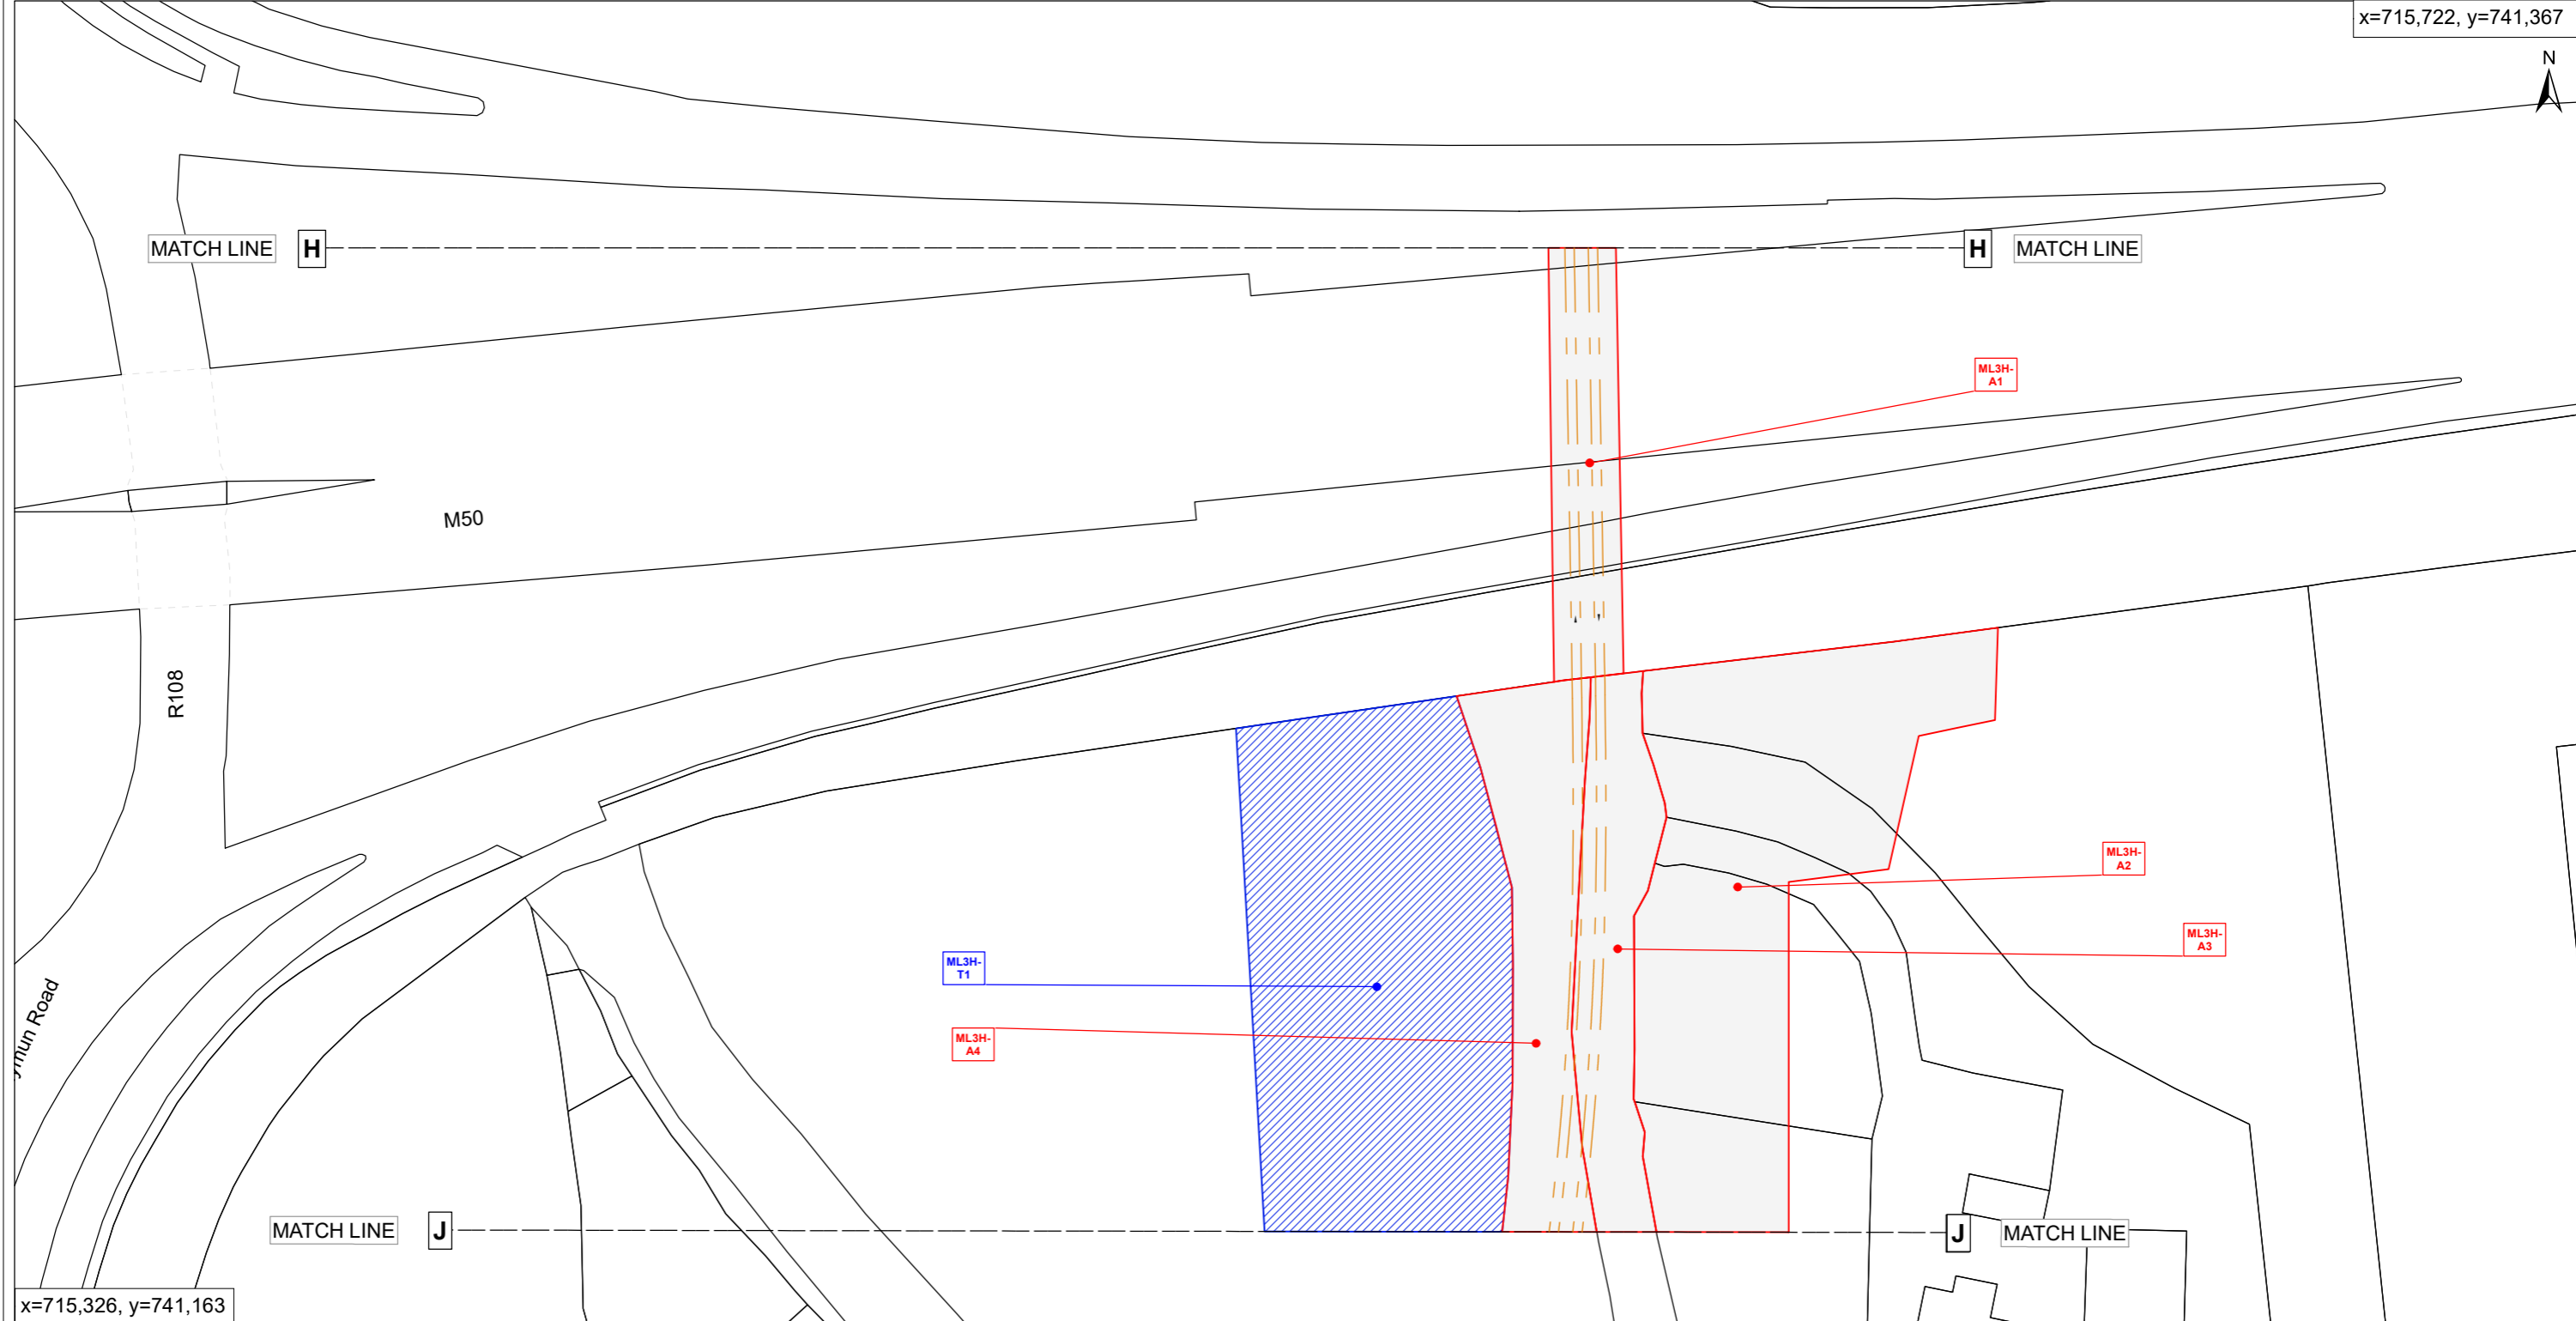 x=715,722, y=741,367
N
MATCH LINE H H MATCH LINE
ML3H-
A1
M50
R108
ML3H-
A2
ML3H-
A3
ML3H-
T1
ML3H-
A4
Road
MATCH LINE J J MATCH LINE
x=715,326, y=741,163